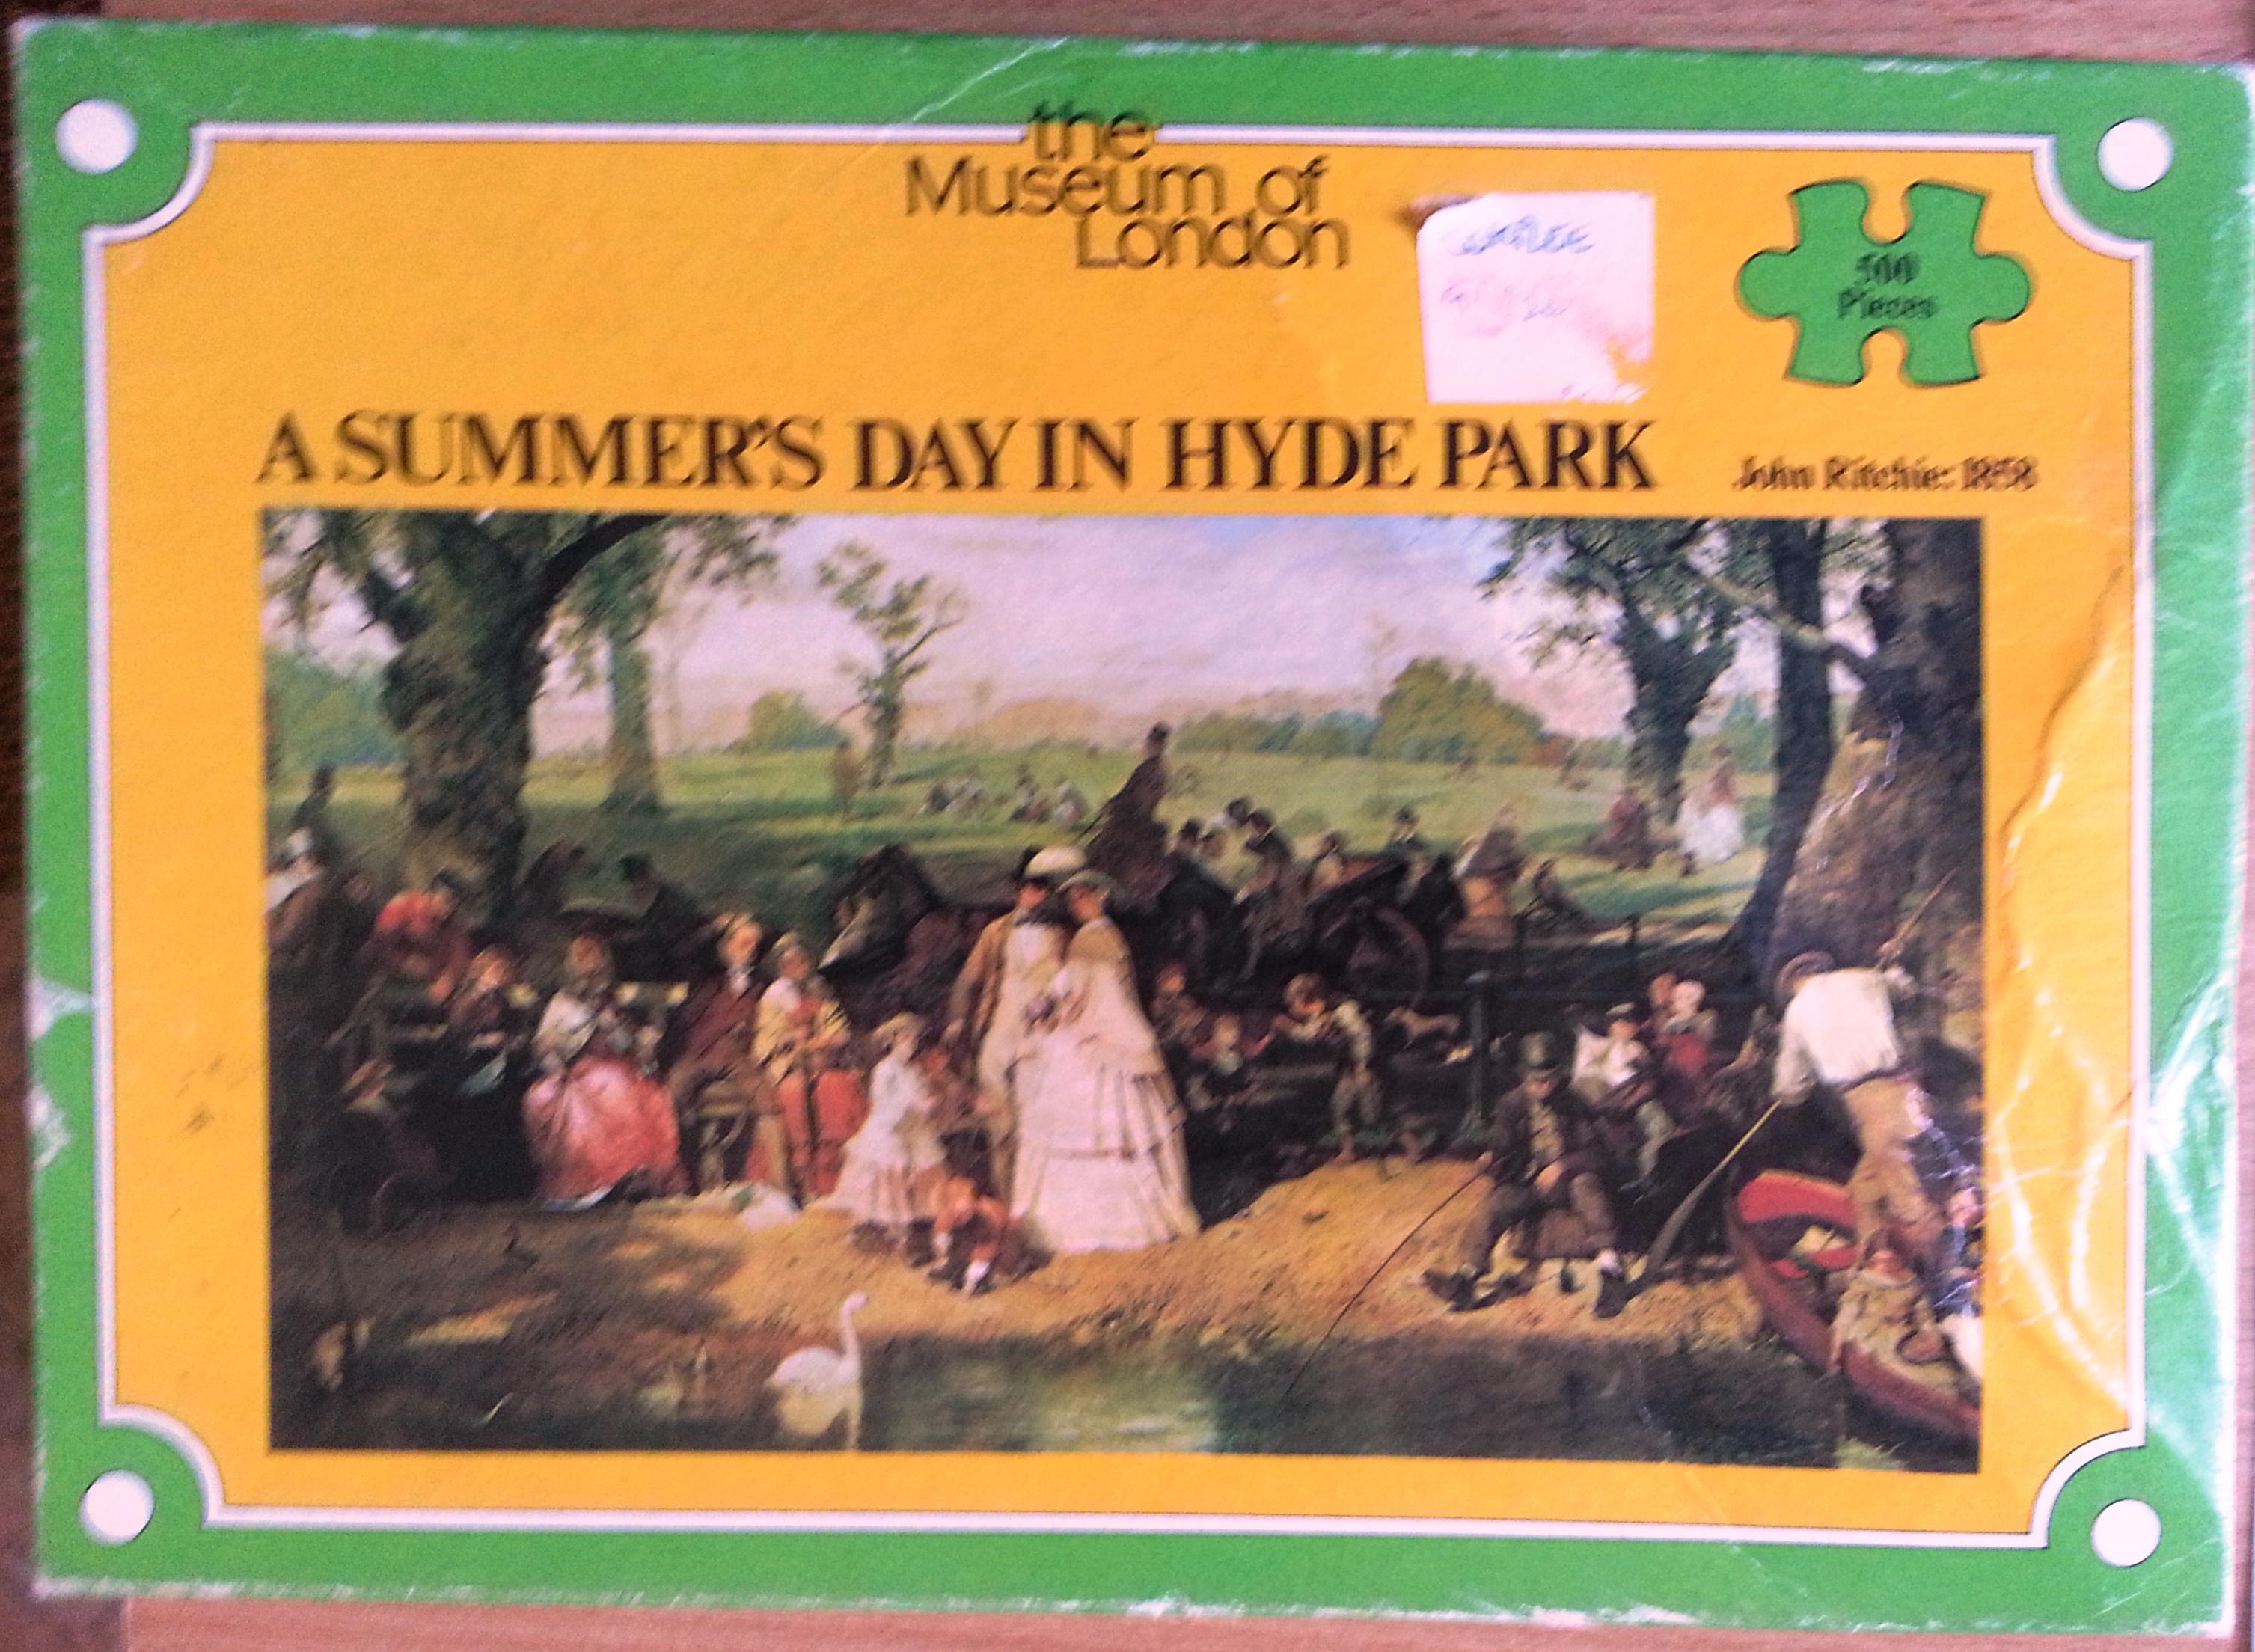 the
Museum of
London
500
Pieces
A SUMMER'S DAY IN HYDE PARK
John Ritchie: 1858